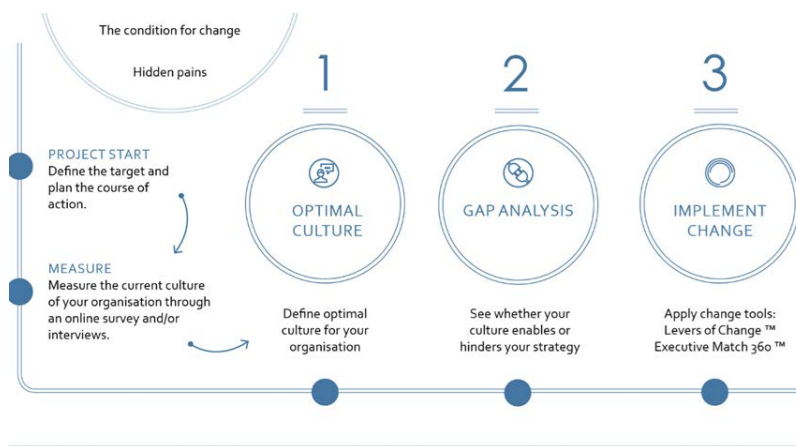 The condition for change
Hidden pains
PROJECT START
Define the target and
plan the course of
action.
MEASURE
Measure the current culture
of your organisation through
an online survey and/or
interviews.
1
OPTIMAL
CULTURE
Define optimal
culture for your
organisation
2
GAP ANALYSIS
See whether your
culture enables or
hinders your strategy
3
IMPLEMENT
CHANGE
Apply change tools:
Levers of Change ™
Executive Match 360 ™